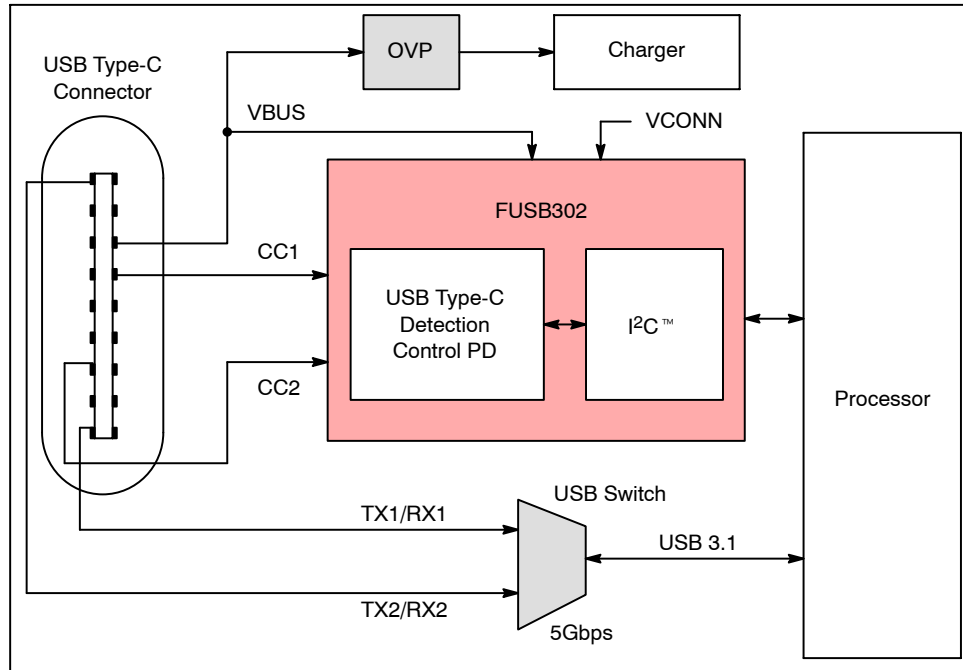 OVP
Charger
USB Type-C
Connector
VBUS
VCONN
FUSB302
CC1
USB Type-C
Detection
Control PD
I²C™
CC2
Processor
USB Switch
TX1/RX1
USB 3.1
TX2/RX2
5Gbps